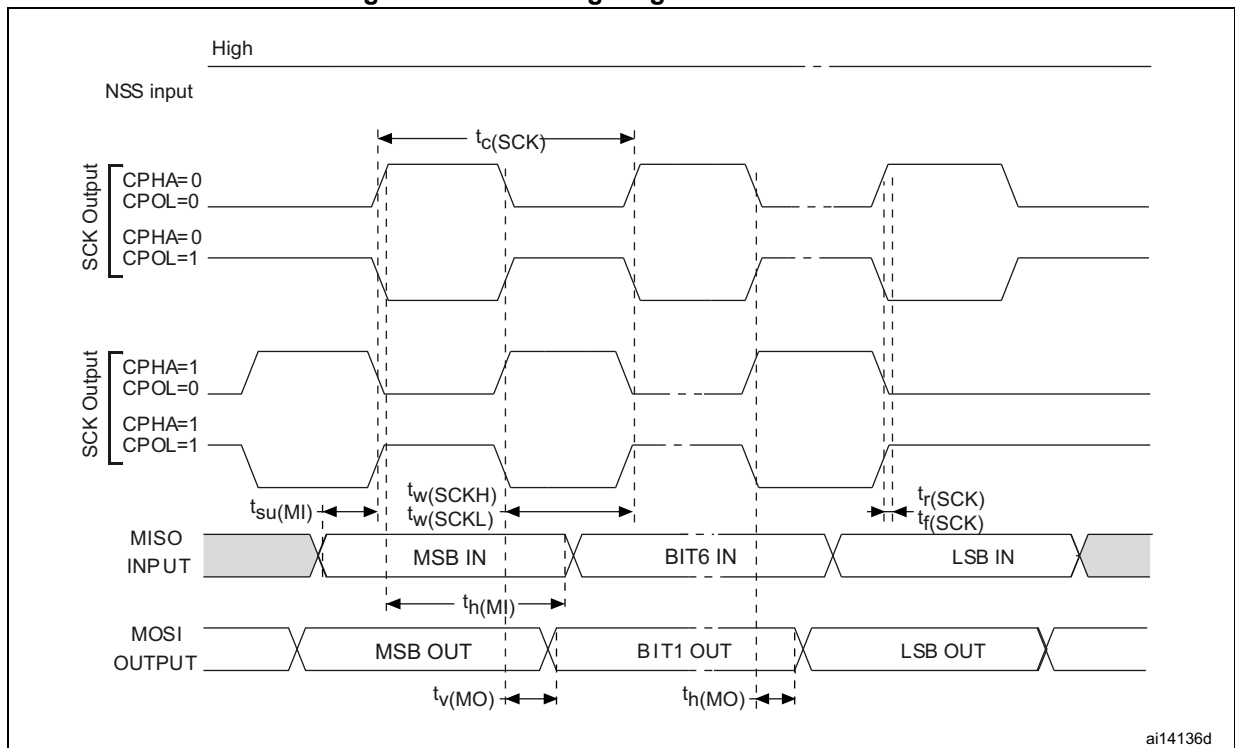 High
NSS input
tc(SCK)
SCK Output
CPHA=0
CPOL=0
CPHA=0
CPOL=1
SCK Output
CPHA=1
CPOL=0
CPHA=1
CPOL=1
tsu(MI)
tw(SCKH)
tw(SCKL)
tr(SCK)
tf(SCK)
MISO
INPUT
MSB IN
BIT6 IN
LSB IN
th(MI)
MOSI
OUTPUT
MSB OUT
BIT1 OUT
LSB OUT
tv(MO)
th(MO)
ai14136d